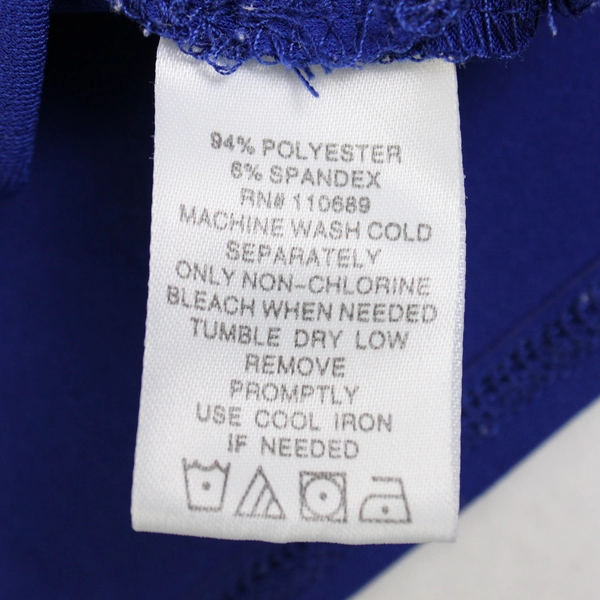 94% POLYESTER
6% SPANDEX
RN# 110689
MACHINE WASH COLD
SEPARATELY
ONLY NON-CHLORINE
BLEACH WHEN NEEDED
TUMBLE DRY LOW
REMOVE
PROMPTLY
USE COOL IRON
IF NEEDED